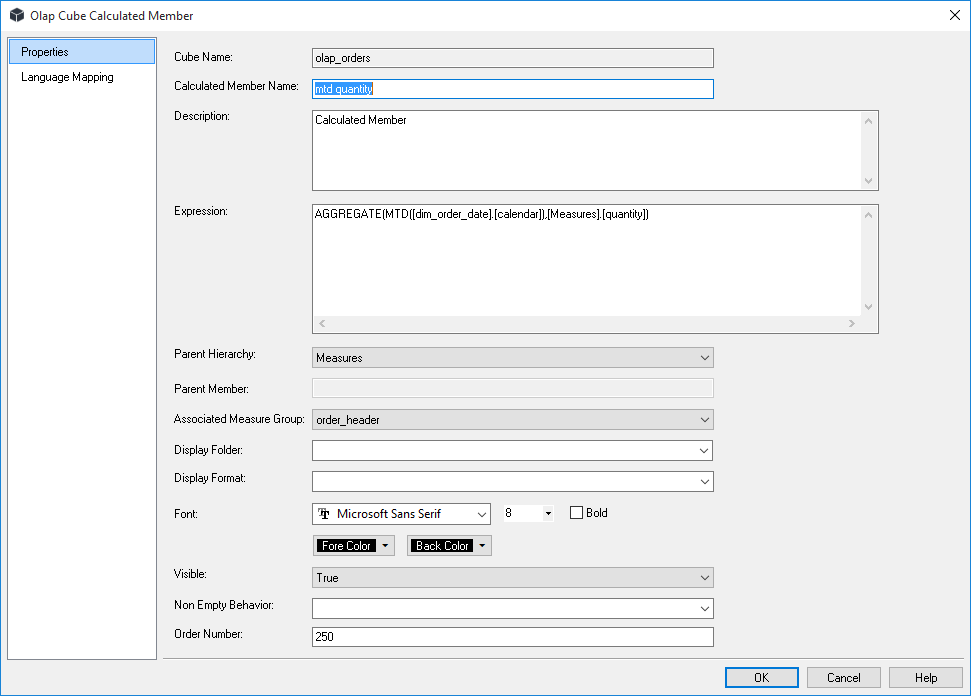 Olap Cube Calculated Member
Properties
Language Mapping
Cube Name: olap_orders
Calculated Member Name: mtd quantity
Description: Calculated Member
Expression: AGGREGATE(MTD([dim_order_date].[calendar]),[Measures].[quantity])
Parent Hierarchy: Measures
Parent Member:
Associated Measure Group: order_header
Display Folder:
Display Format:
Font: Microsoft Sans Serif 8 Bold
Fore Color Back Color
Visible: True
Non Empty Behavior:
Order Number: 250
OK Cancel Help